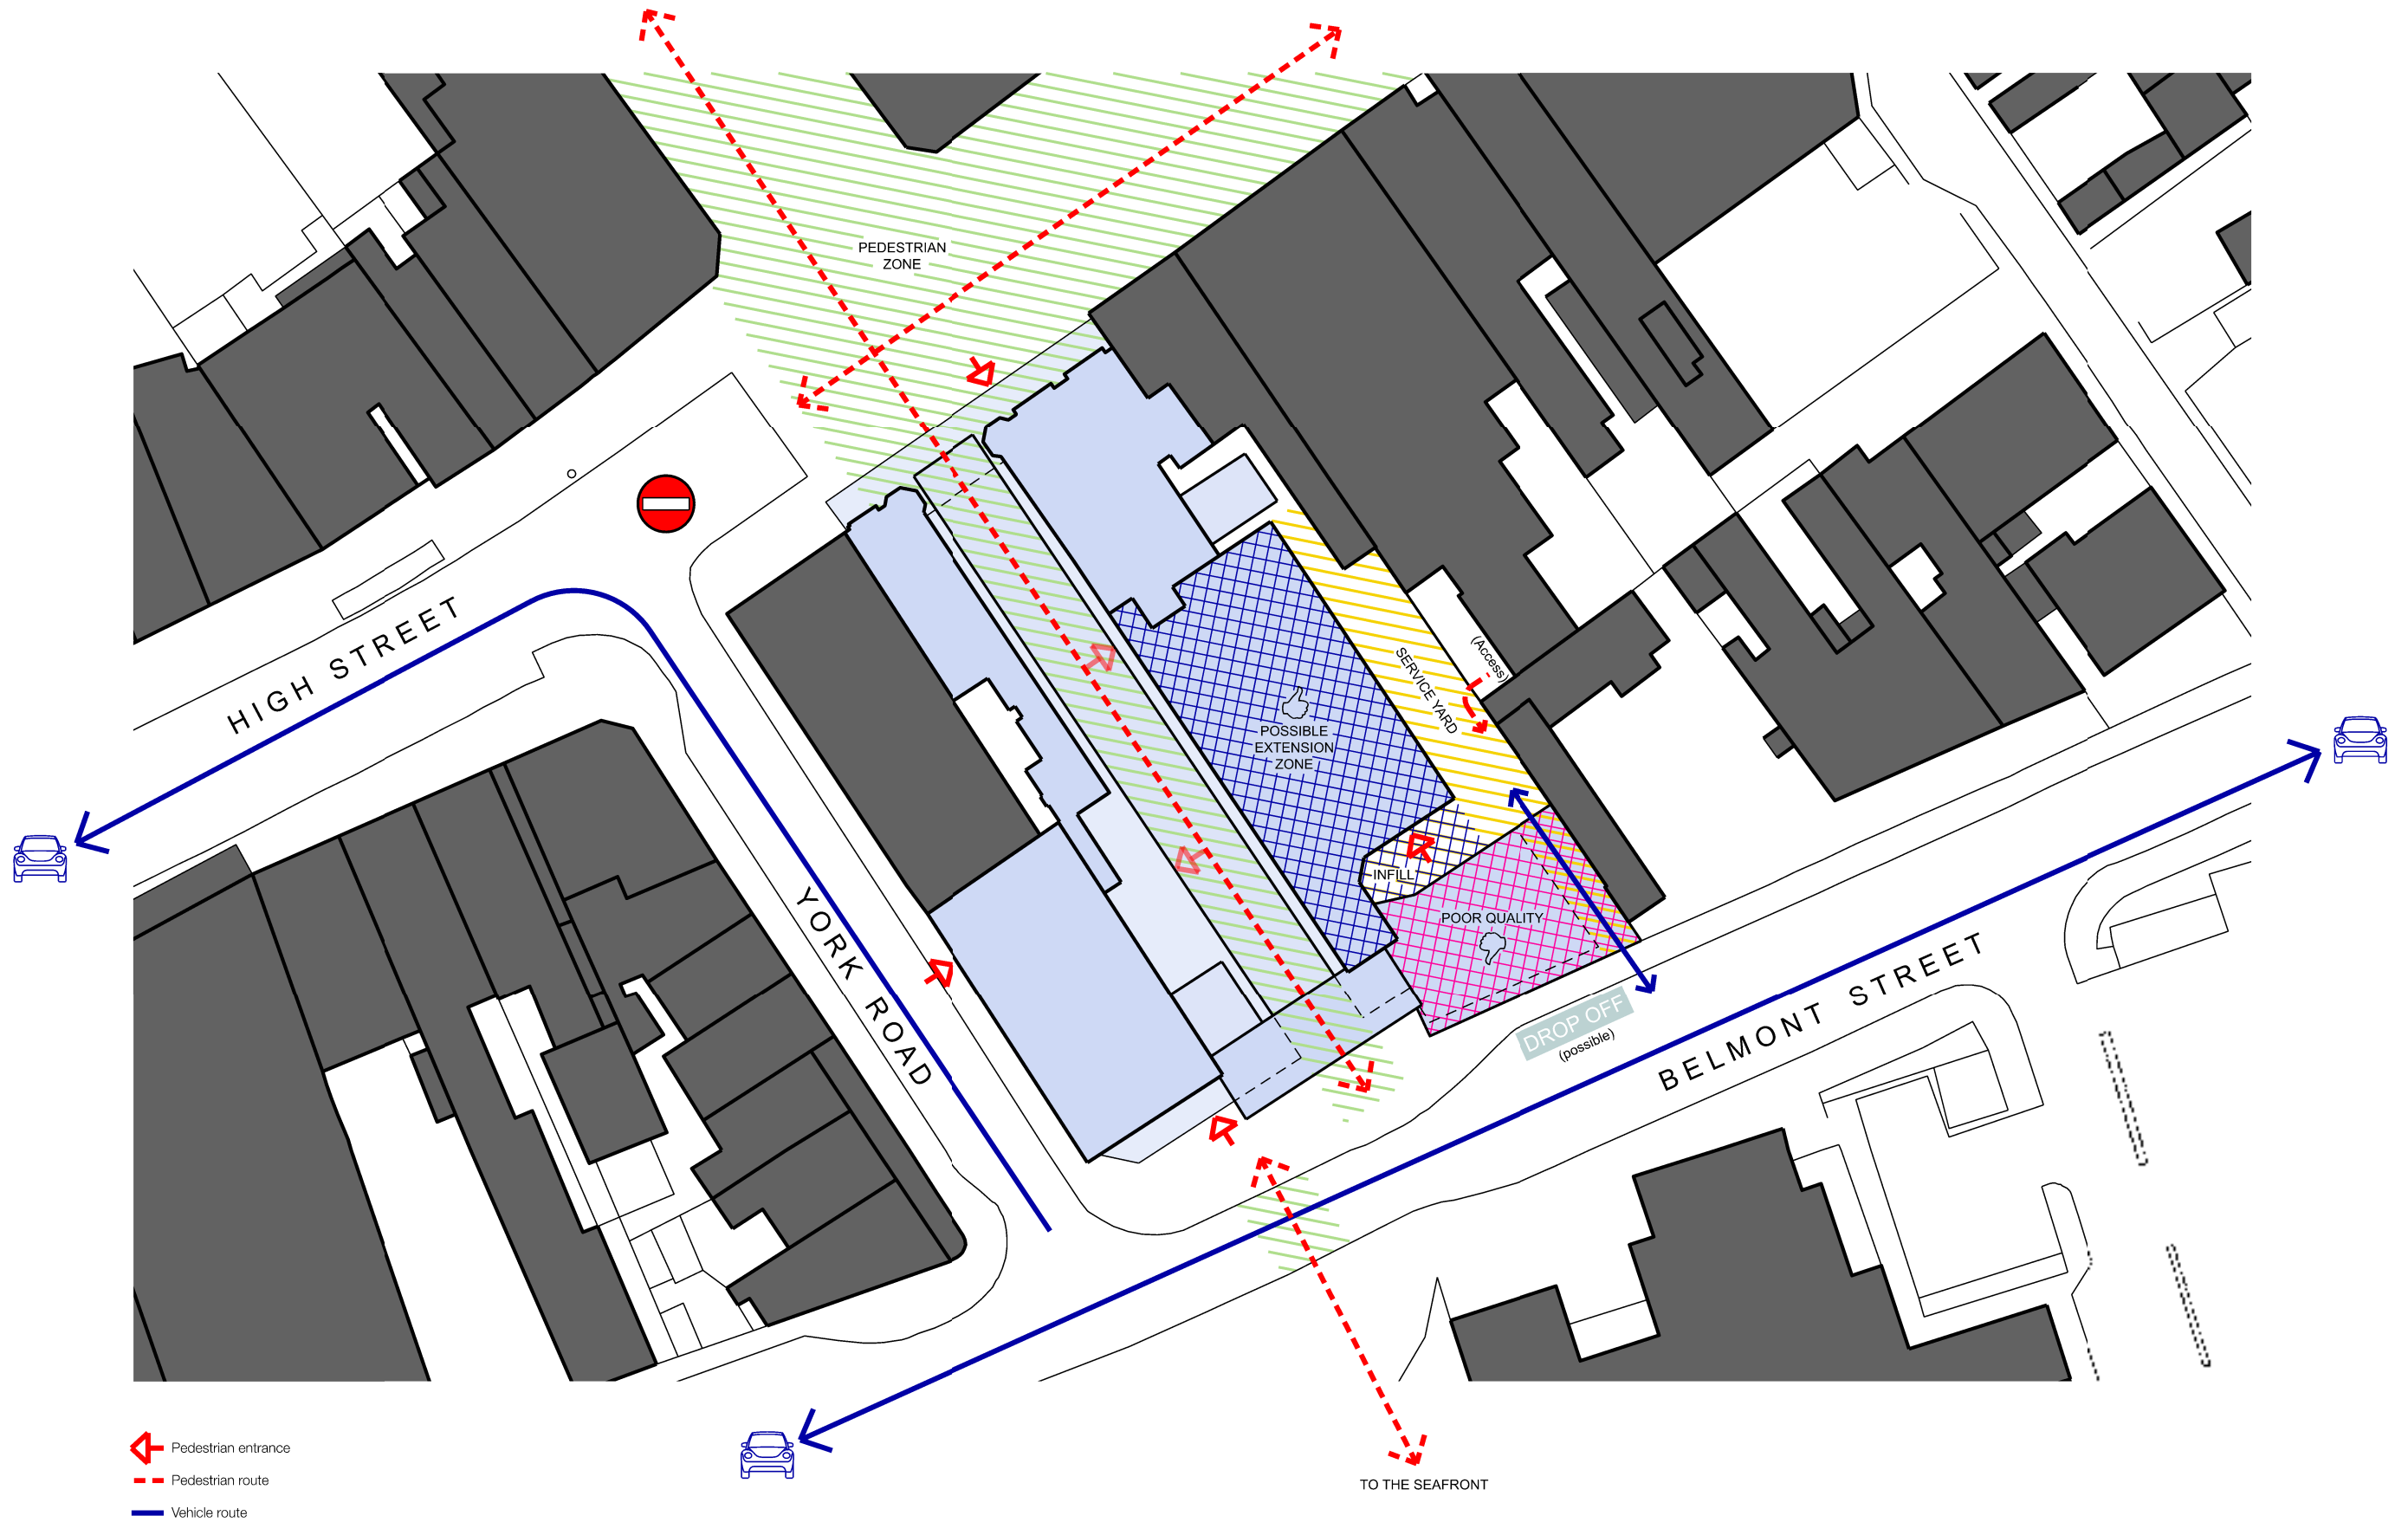 PEDESTRIAN
ZONE
HIGH STREET
(Access)
SERVICE YARD
POSSIBLE
EXTENSION
ZONE
INFILL
POOR QUALITY
YORK ROAD
DROP OFF
(possible)
BELMONT STREET
Pedestrian entrance
Pedestrian route
Vehicle route
TO THE SEAFRONT